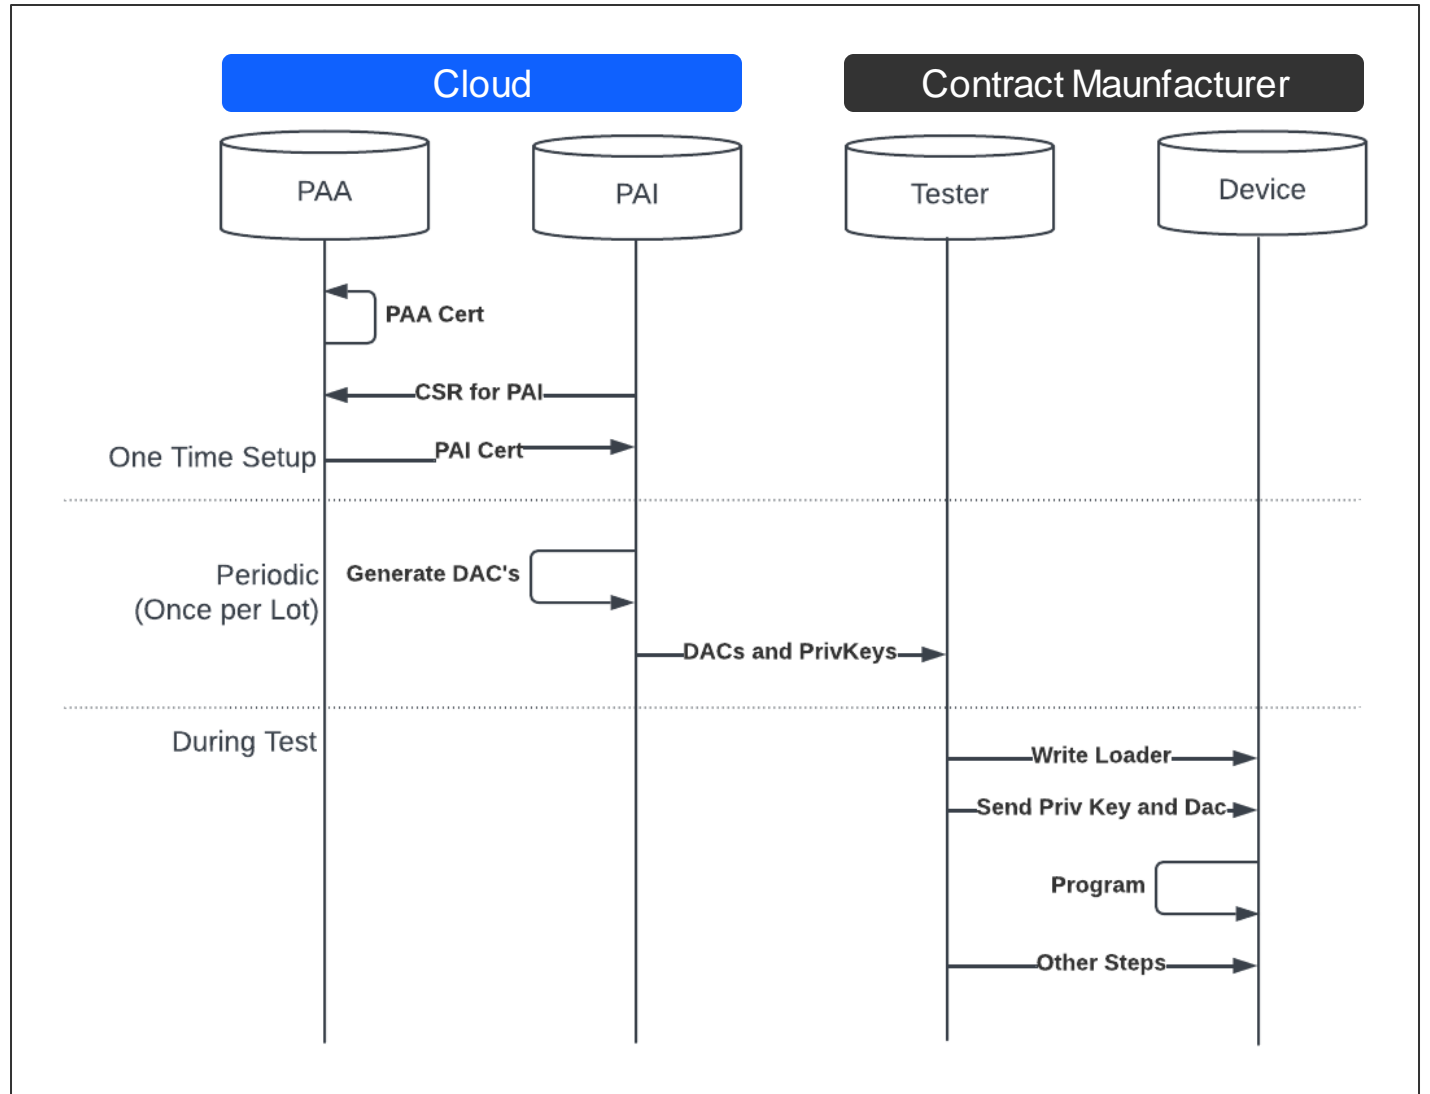 Cloud
Contract Maunfacturer
PAA
PAI
Tester
Device
PAA Cert
CSR for PAI
PAI Cert
One Time Setup
Generate DAC's
Periodic
(Once per Lot)
DACs and PrivKeys
During Test
Write Loader
Send Priv Key and Dac
Program
Other Steps